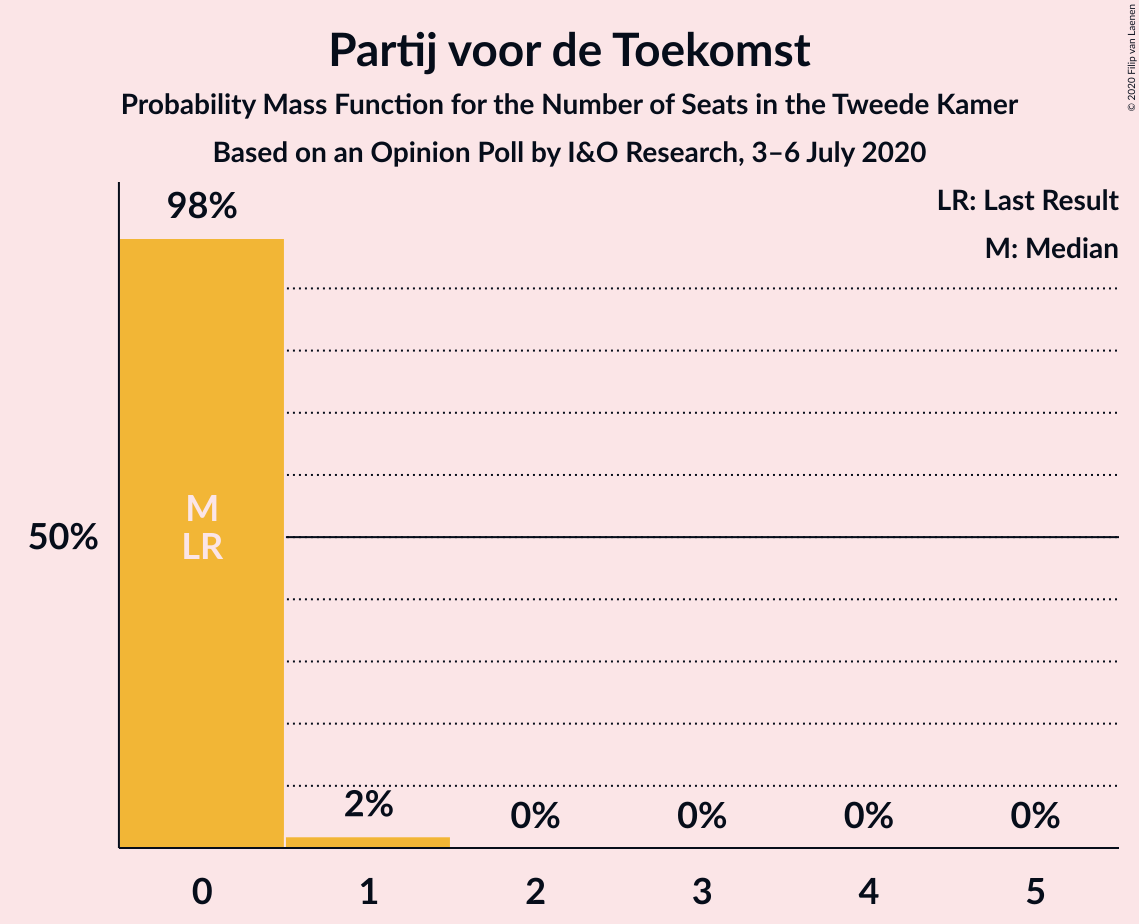 Partij voor de Toekomst
Probability Mass Function for the Number of Seats in the Tweede Kamer
Based on an Opinion Poll by I&O Research, 3–6 July 2020
© 2020 Filip van Laenen
LR: Last Result
M: Median
98%
M
LR
50%
2%
0%
0%
0%
0%
0
1
2
3
4
5